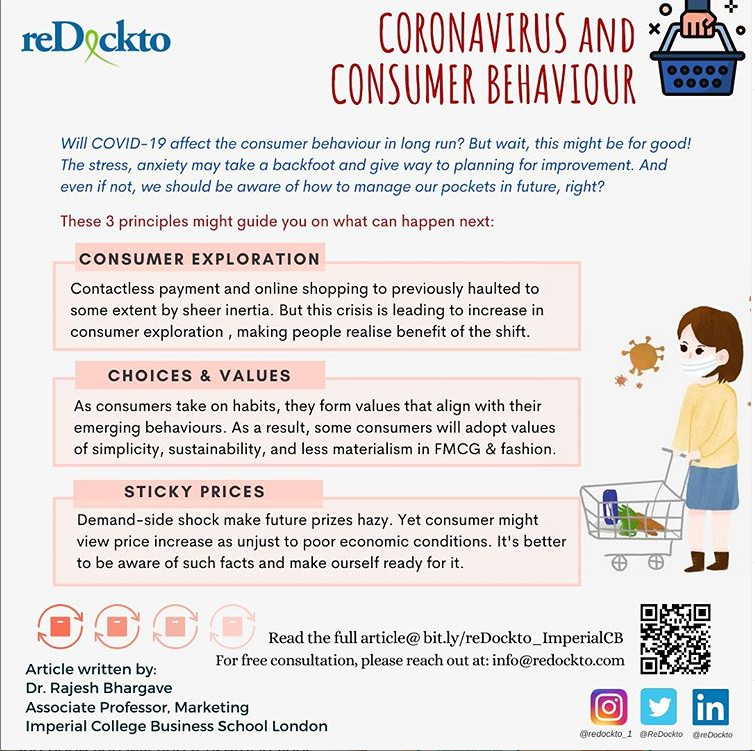 reDockto
CORONAVIRUS AND
CONSUMER BEHAVIOUR
Will COVID-19 affect the consumer behaviour in long run? But wait, this might be for good!
The stress, anxiety may take a backfoot and give way to planning for improvement. And
even if not, we should be aware of how to manage our pockets in future, right?
These 3 principles might guide you on what can happen next:
CONSUMER EXPLORATION
Contactless payment and online shopping to previously haulted to
some extent by sheer inertia. But this crisis is leading to increase in
consumer exploration , making people realise benefit of the shift.
CHOICES & VALUES
As consumers take on habits, they form values that align with their
emerging behaviours. As a result, some consumers will adopt values
of simplicity, sustainability, and less materialism in FMCG & fashion.
STICKY PRICES
Demand-side shock make future prizes hazy. Yet consumer might
view price increase as unjust to poor economic conditions. It's better
to be aware of such facts and make ourself ready for it.
Read the full article@ bit.ly/reDockto_ImperialCB
For free consultation, please reach out at: info@redockto.com
Article written by:
Dr. Rajesh Bhargave
Associate Professor, Marketing
Imperial College Business School London
in
@redockto_1 @ReDockto @reDockto